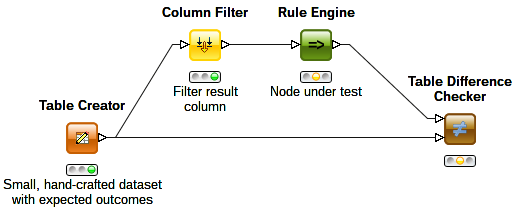 Column Filter
Rule Engine
Filter result
column
Node under test
Table Difference
Checker
Table Creator
Small, hand-crafted dataset
with expected outcomes